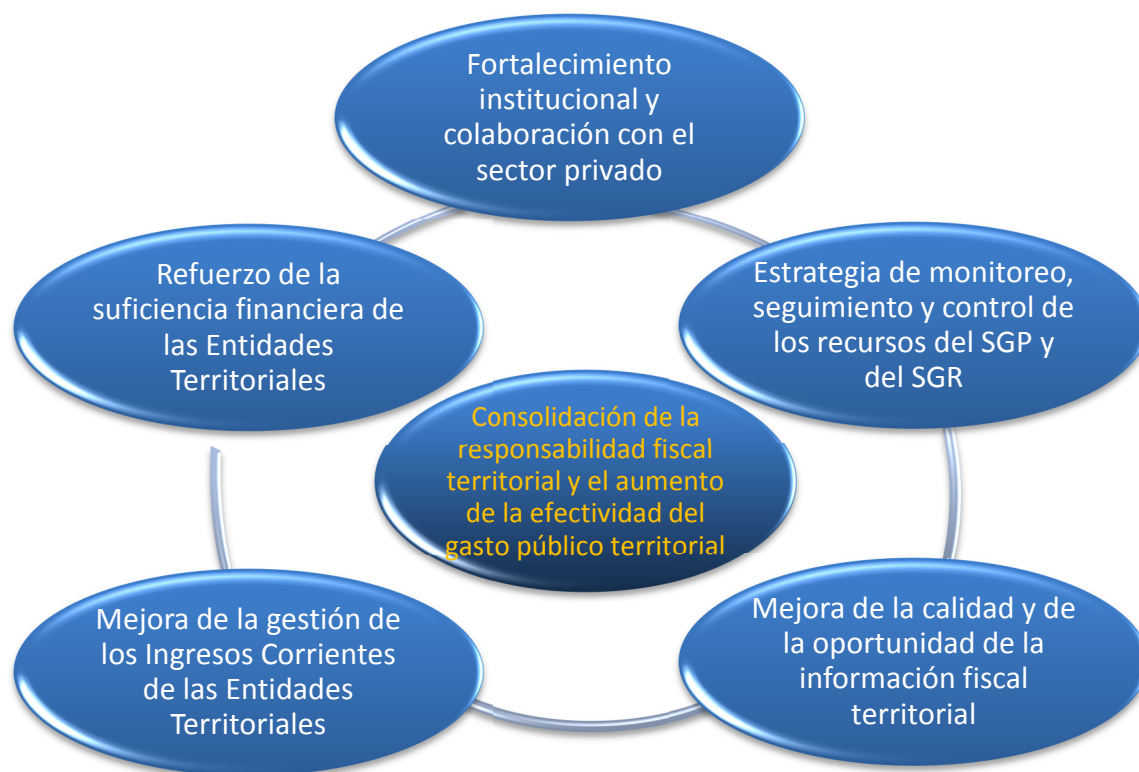 Fortalecimiento
institucional y
colaboración con el
sector privado
Refuerzo de la
suficiencia financiera de
las Entidades
Territoriales
Estrategia de monitoreo,
seguimiento y control de
los recursos del SGP y
del SGR
Consolidación de la
responsabilidad fiscal
territorial y el aumento
de la efectividad del
gasto público territorial
Mejora de la gestión de
los Ingresos Corrientes
de las Entidades
Territoriales
Mejora de la calidad y de
la oportunidad de la
información fiscal
territorial